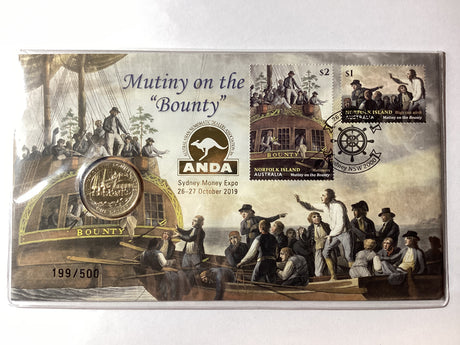 Mutiny on the
"Bounty"
ANDA
Sydney Money Expo
26-27 October 2019
$2
BOUNTY
NORFOLK ISLAND
AUSTRALIA
Mutiny on the Bounty
$1
NORFOLK ISLAND
AUSTRALIA
Mutiny on the Bounty
BOUNTY
199/500